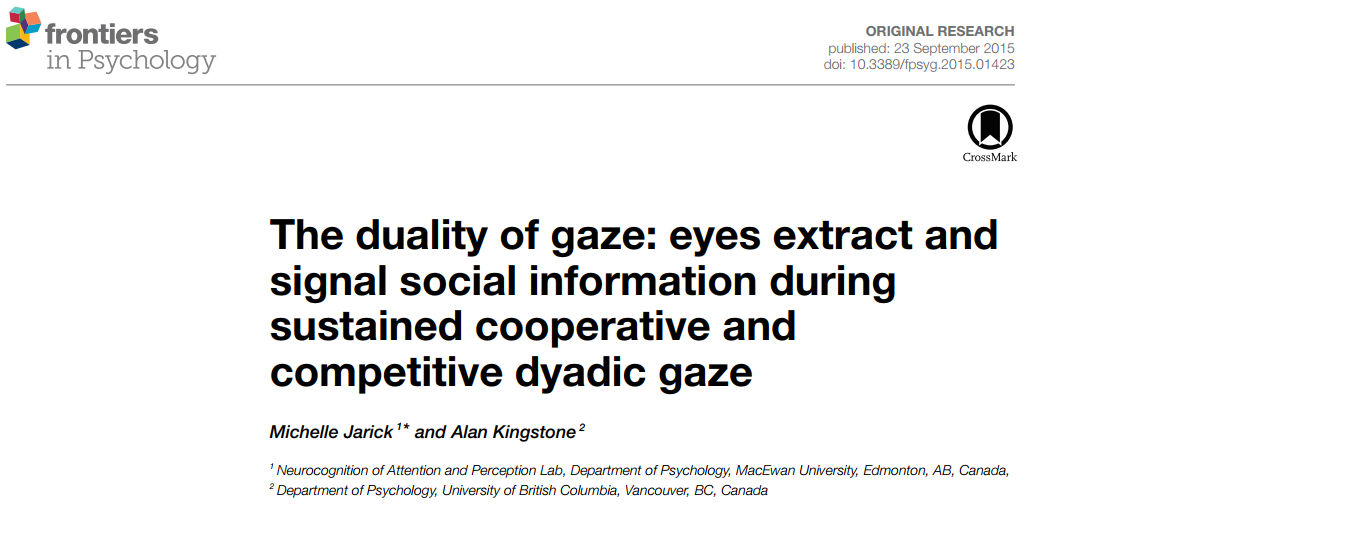 frontiers
in Psychology
ORIGINAL RESEARCH
published: 23 September 2015
doi: 10.3389/fpsyg.2015.01423
CrossMark
The duality of gaze: eyes extract and
signal social information during
sustained cooperative and
competitive dyadic gaze
Michelle Jarick 1* and Alan Kingstone 2
1 Neurocognition of Attention and Perception Lab, Department of Psychology, MacEwan University, Edmonton, AB, Canada,
2 Department of Psychology, University of British Columbia, Vancouver, BC, Canada